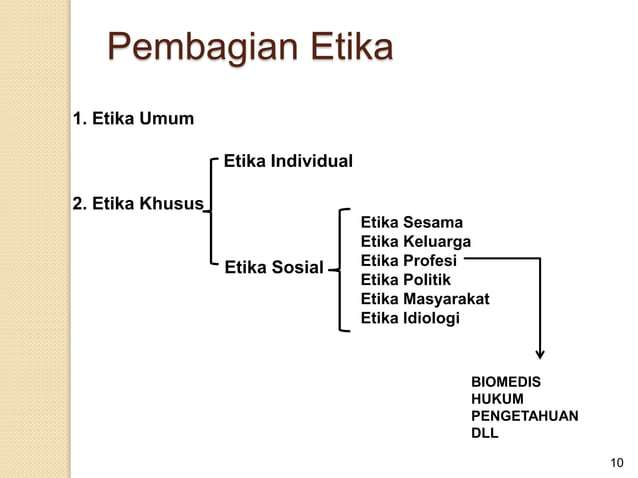 Pembagian Etika
1. Etika Umum
Etika Individual
2. Etika Khusus
Etika Sosial
Etika Sesama
Etika Keluarga
Etika Profesi
Etika Politik
Etika Masyarakat
Etika Idiologi
BIOMEDIS
HUKUM
PENGETAHUAN
DLL
10